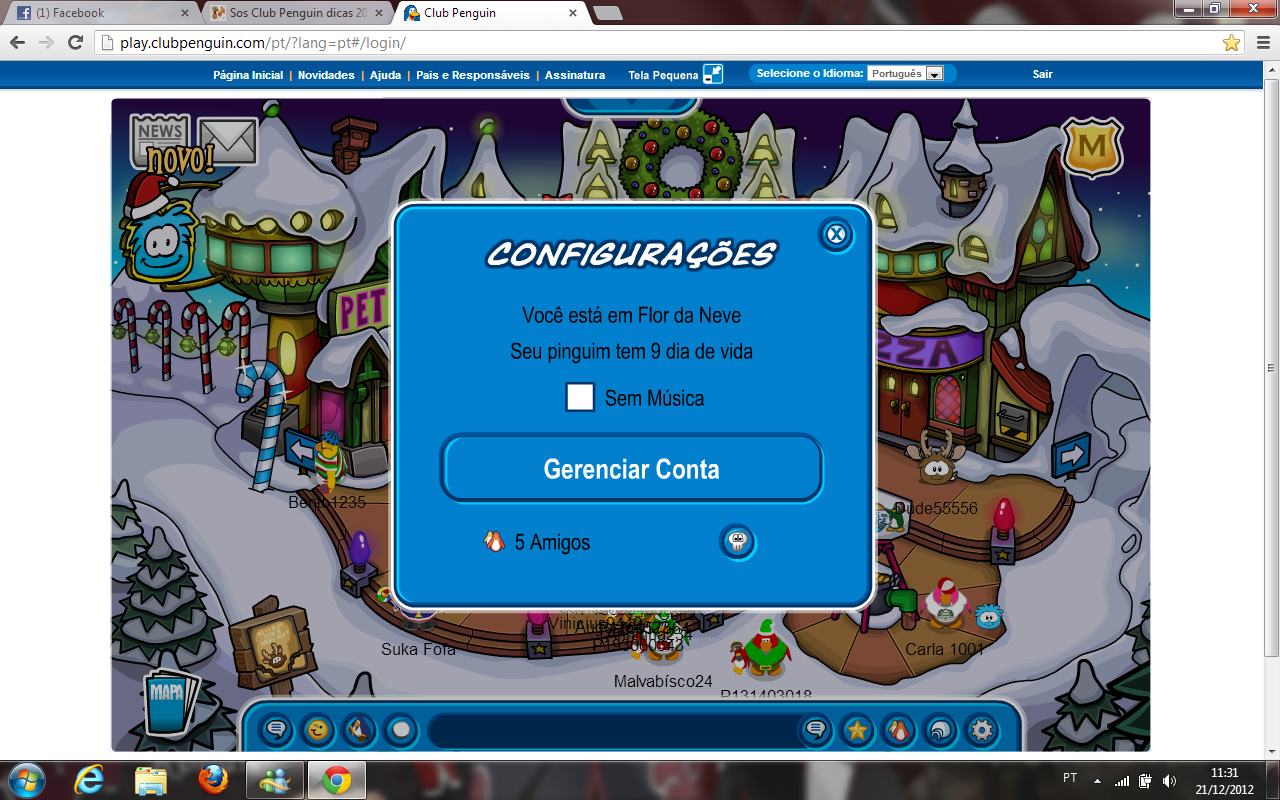 (1) Facebook
Sos Club Penguin dicas 20
Club Penguin
play.clubpenguin.com/pt/?lang=pt#/login/
Página Inicial | Novidades | Ajuda | Pais e Responsáveis | Assinatura
Tela Pequena
Selecione o Idioma: Português
Sair
NEWS
NOVO!
M
CONFIGURAÇÕES
Você está em Flor da Neve
Seu pinguim tem 9 dia de vida
Sem Música
Gerenciar Conta
5 Amigos
PET
ZZA
Bento1235
Dude55556
Suka Fofa
Carla 1001
Malvabísco24
P131403018
MAPA
PT
11:31
21/12/2012